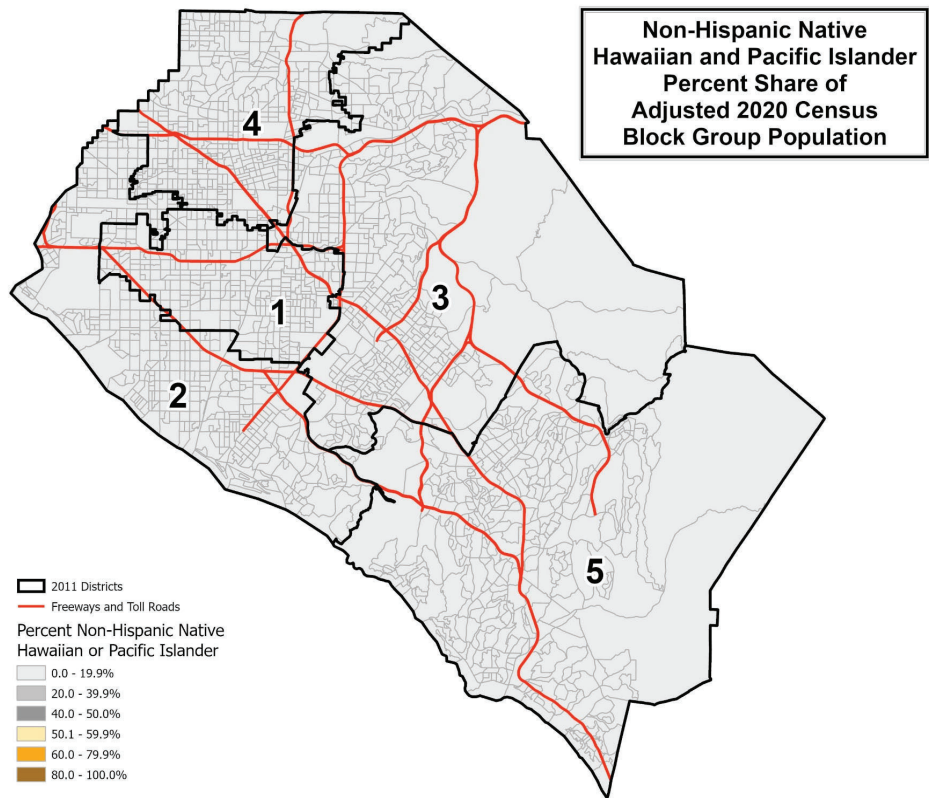 Non-Hispanic Native
Hawaiian and Pacific Islander
Percent Share of
Adjusted 2020 Census
Block Group Population
4
3
1
2
5
2011 Districts
Freeways and Toll Roads
Percent Non-Hispanic Native
Hawaiian or Pacific Islander
0.0 - 19.9%
20.0 - 39.9%
40.0 - 50.0%
50.1 - 59.9%
60.0 - 79.9%
80.0 - 100.0%